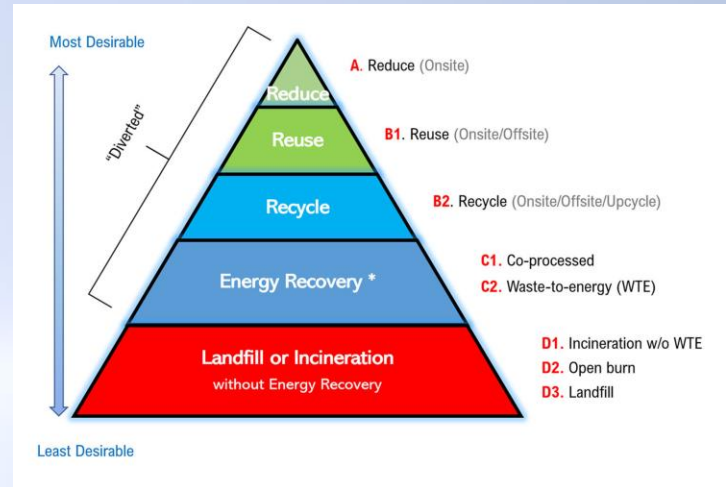 Most Desirable
"Diverted"
Reduce
A. Reduce (Onsite)
Reuse
B1. Reuse (Onsite/Offsite)
Recycle
B2. Recycle (Onsite/Offsite/Upcycle)
Energy Recovery *
C1. Co-processed
C2. Waste-to-energy (WTE)
Landfill or Incineration
without Energy Recovery
D1. Incineration w/o WTE
D2. Open burn
D3. Landfill
Least Desirable